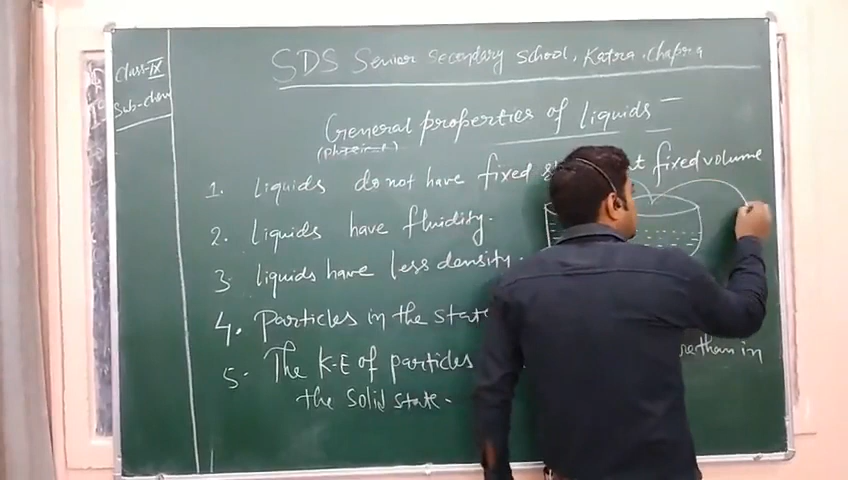 SDS Senior Secondary School, Katra, Chapra
Class-IX
Sub-chem
General properties of liquids
1. Liquids do not have fixed fixed volume
2. Liquids have fluidity.
3. Liquids have less density.
4. Particles in the state
5. The K.E of particles than in
the Solid state.